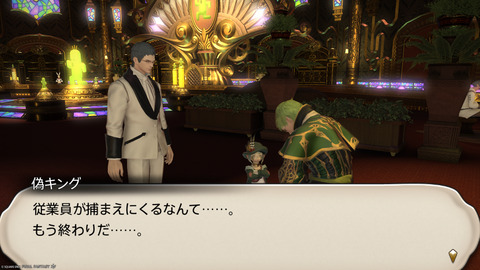 偽キング
従業員が捕まえにくるなんて……。
もう終わりだ……。